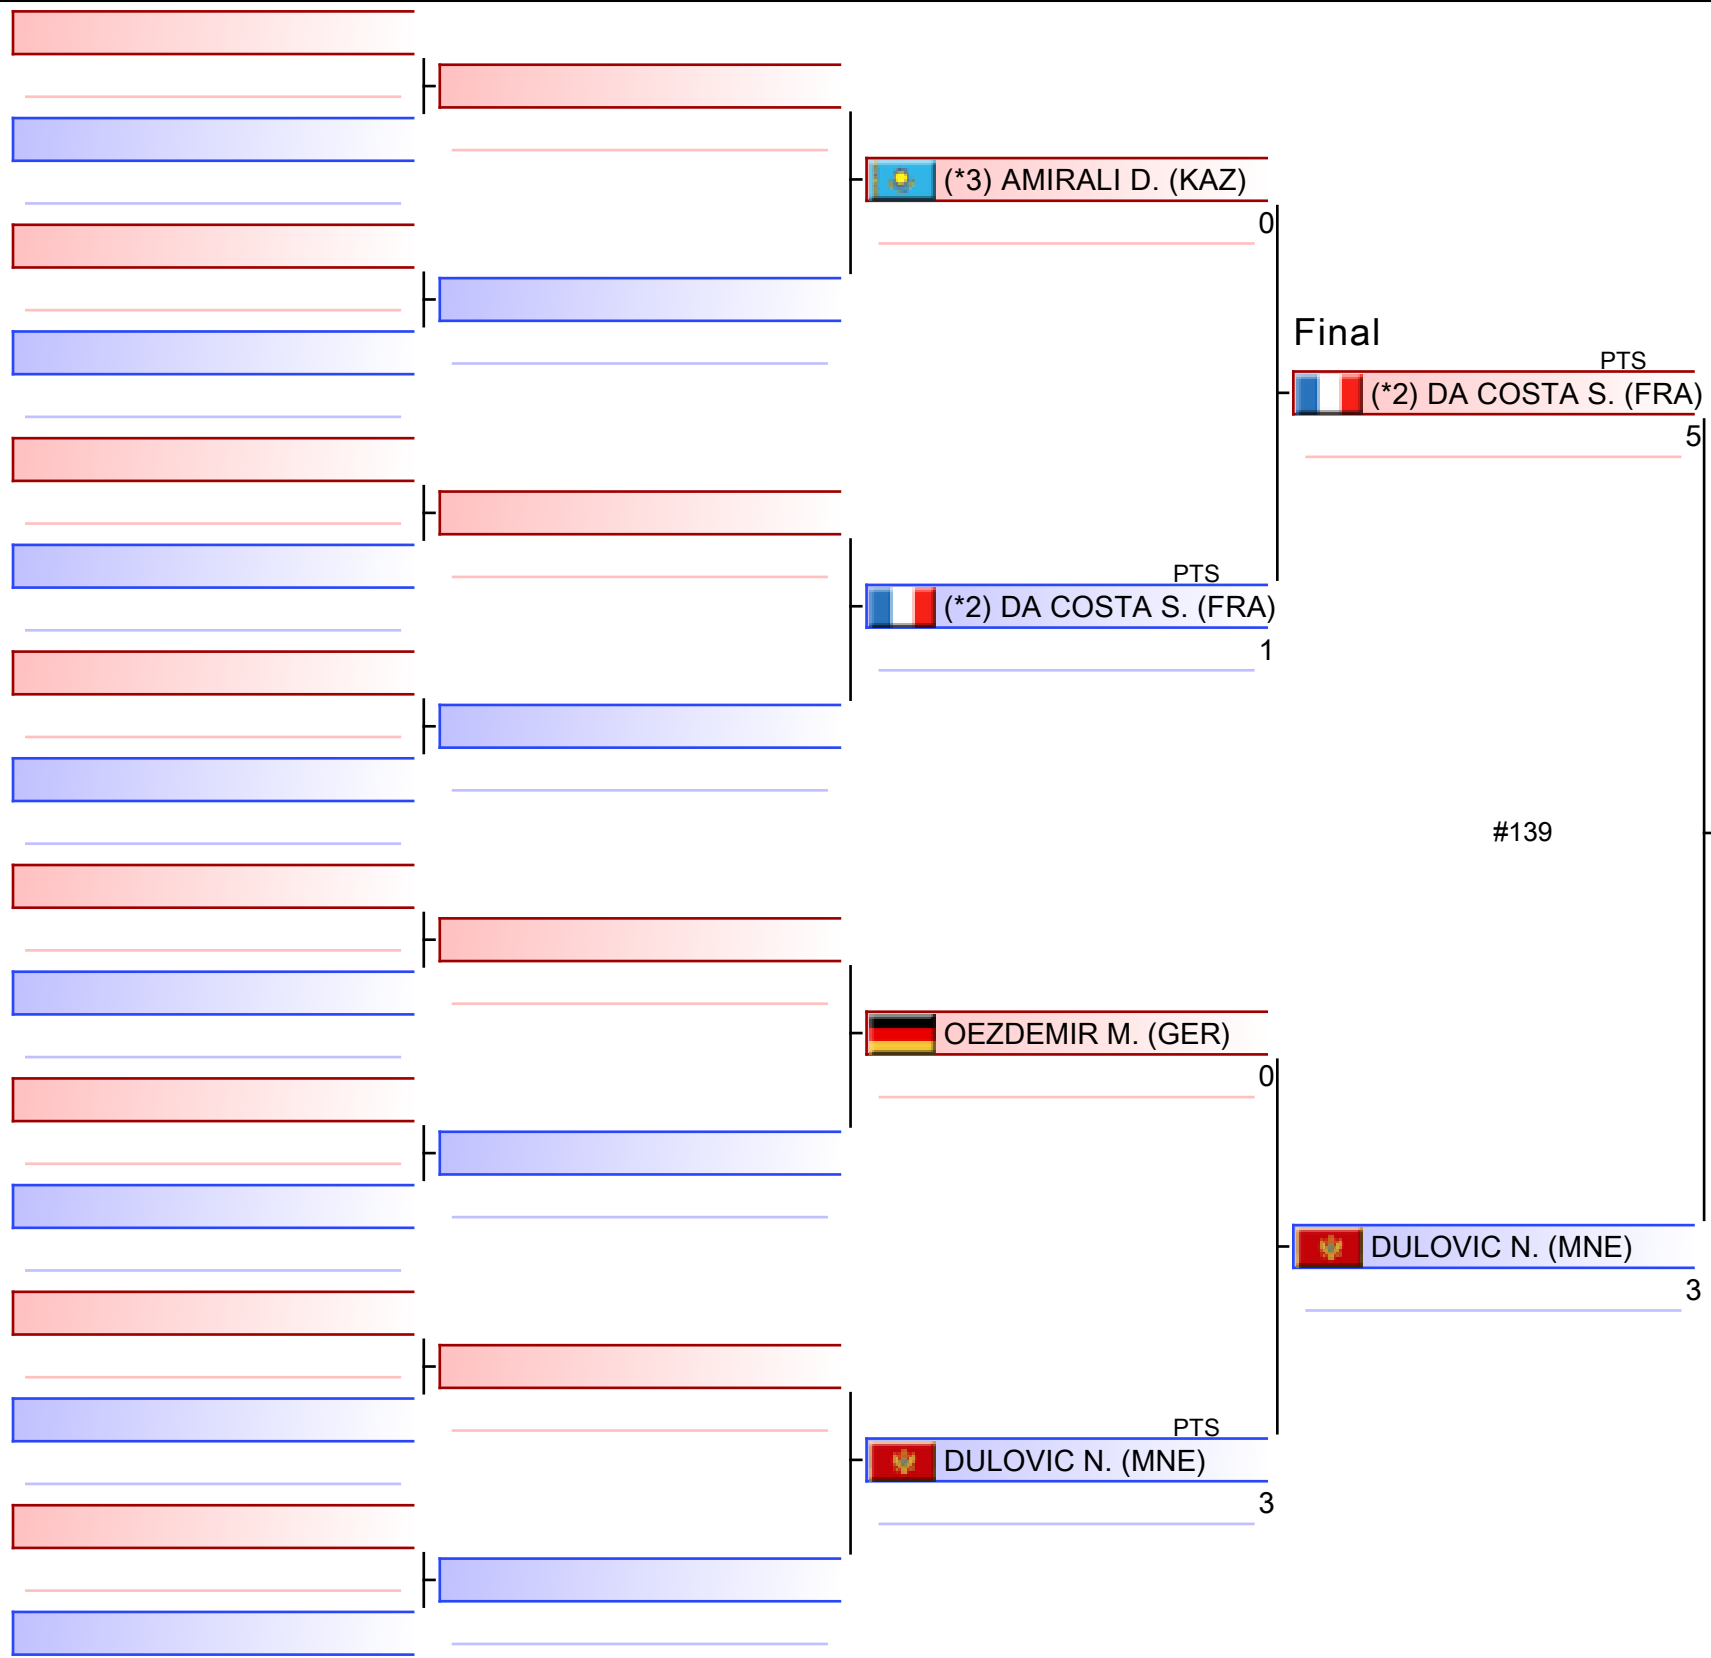 (*3) AMIRALI D. (KAZ)
0
Final
PTS
(*2) DA COSTA S. (FRA)
5
PTS
(*2) DA COSTA S. (FRA)
1
#139
OEZDEMIR M. (GER)
0
DULOVIC N. (MNE)
3
PTS
DULOVIC N. (MNE)
3